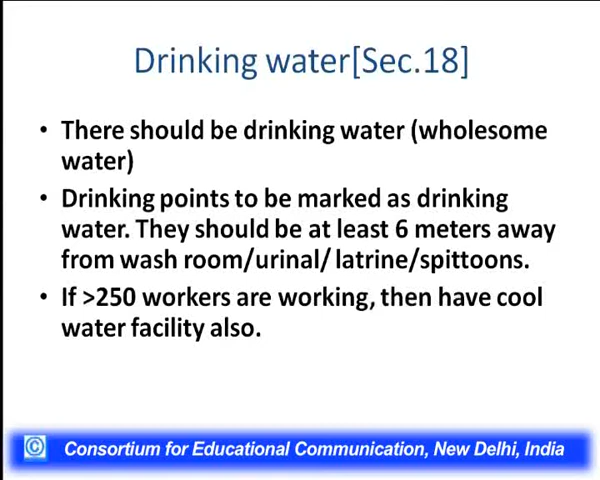 Drinking water[Sec.18]
• There should be drinking water (wholesome
water)
• Drinking points to be marked as drinking
water. They should be at least 6 meters away
from wash room/urinal/ latrine/spittoons.
• If >250 workers are working, then have cool
water facility also.
© Consortium for Educational Communication, New Delhi, India